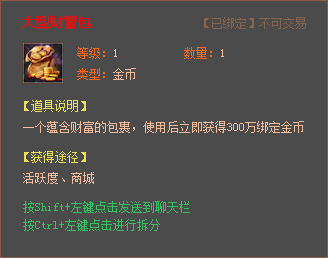 大型财富包 【已绑定】不可交易
等级：1 数量：1
类型：金币
【道具说明】
一个蕴含财富的包裹，使用后立即获得300万绑定金币
【获得途径】
活跃度、商城
按Shift+左键点击发送到聊天栏
按Ctrl+左键点击进行拆分